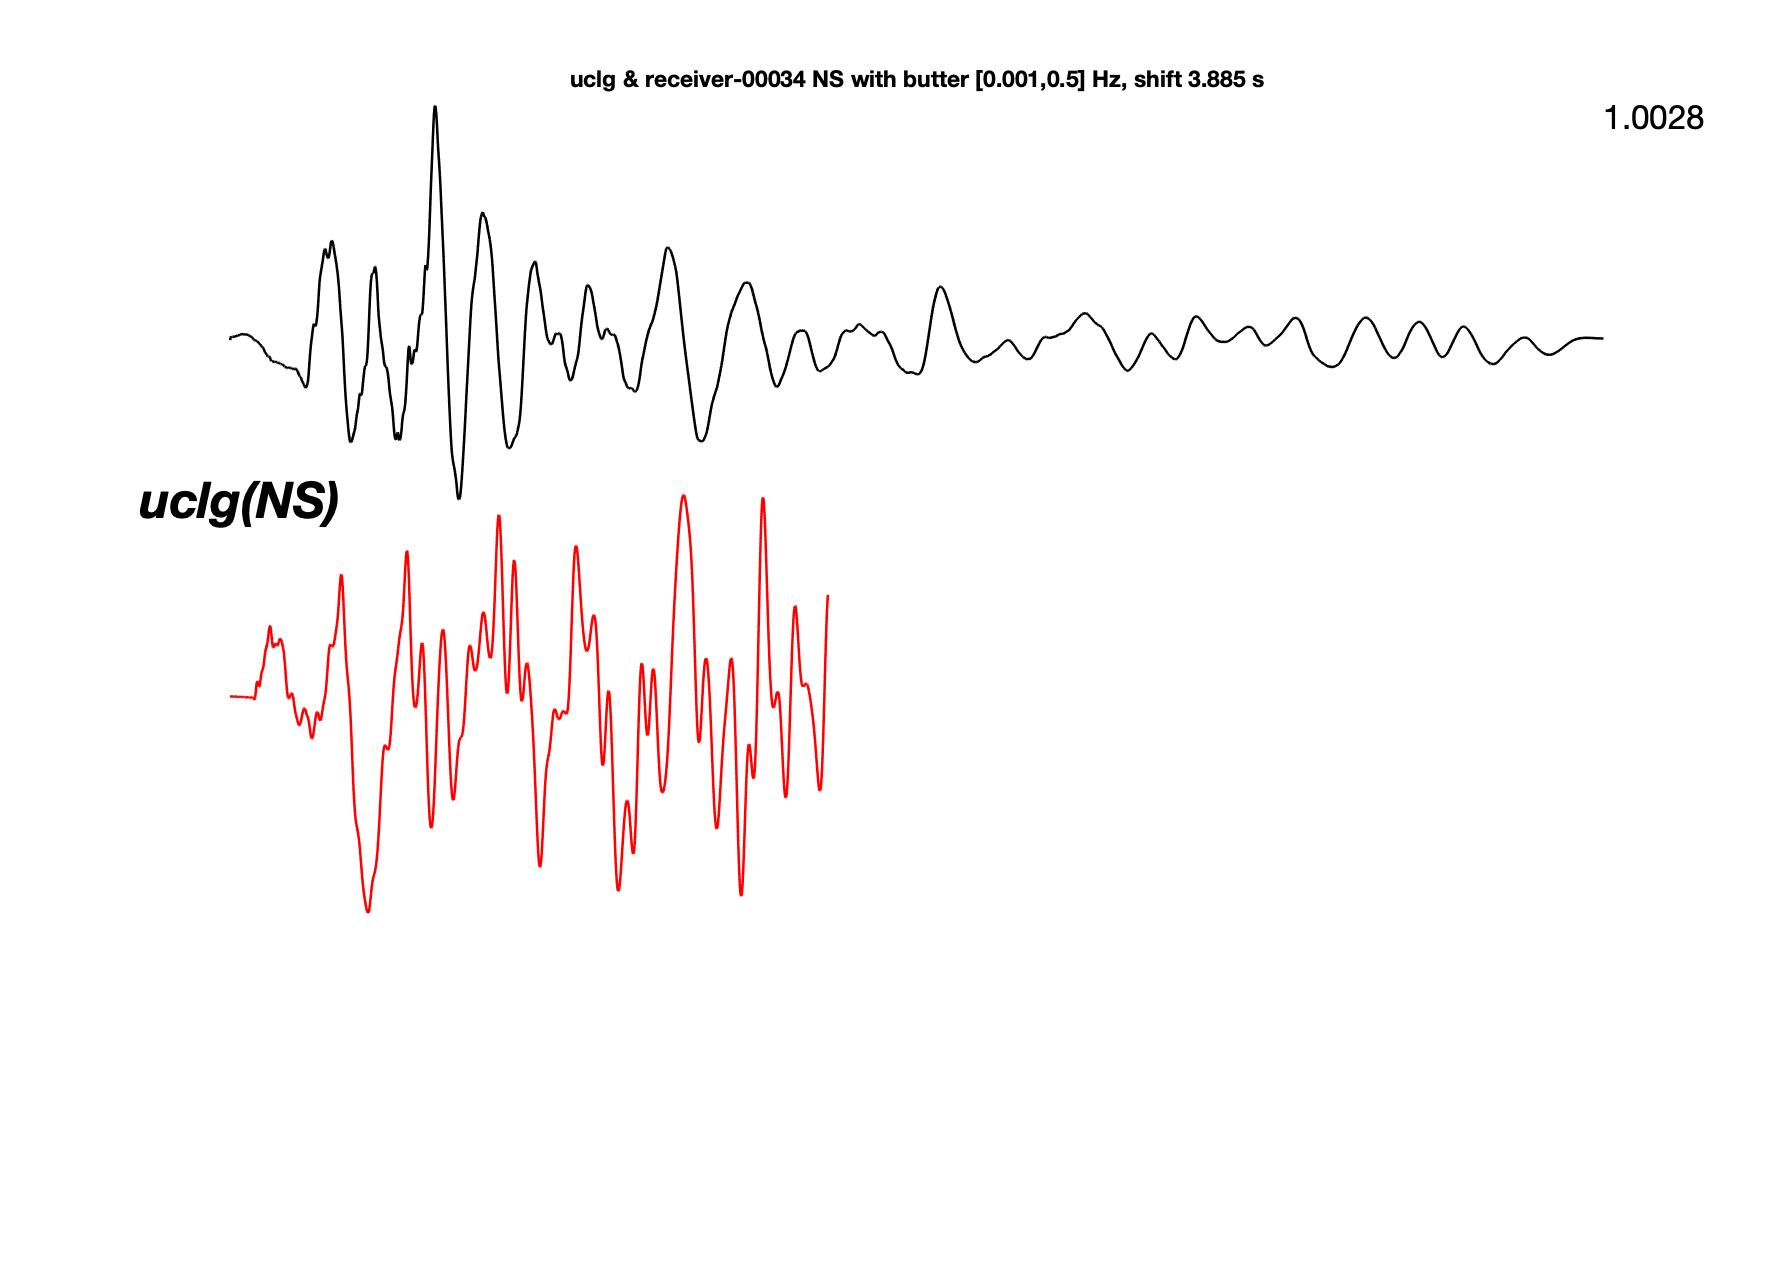 uclg & receiver-00034 NS with butter [0.001,0.5] Hz, shift 3.885 s
1.0028
uclg(NS)